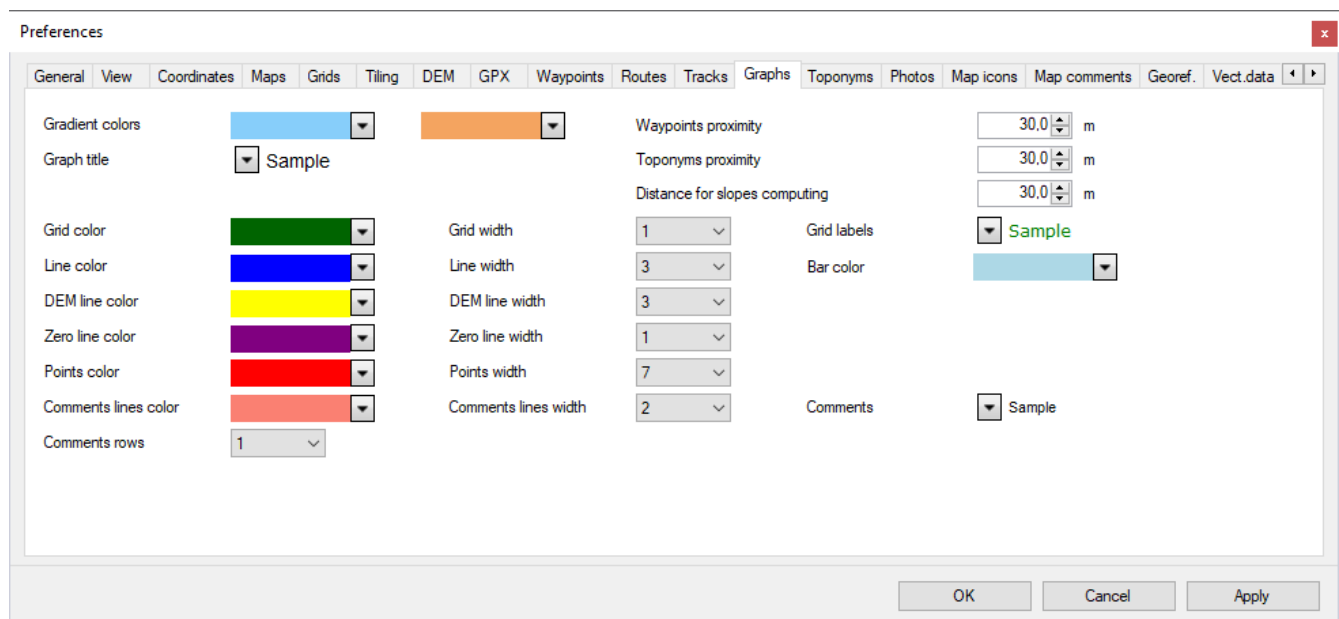 Preferences
x
General View Coordinates Maps Grids Tiling DEM GPX Waypoints Routes Tracks Graphs Toponyms Photos Map icons Map comments Georef. Vect.data
Gradient colors Waypoints proximity 30,0 m
Graph title Sample Toponyms proximity 30,0 m
Distance for slopes computing 30,0 m
Grid color Grid width 1 Grid labels Sample
Line color Line width 3 Bar color
DEM line color DEM line width 3
Zero line color Zero line width 1
Points color Points width 7
Comments lines color Comments lines width 2 Comments Sample
Comments rows 1
OK Cancel Apply